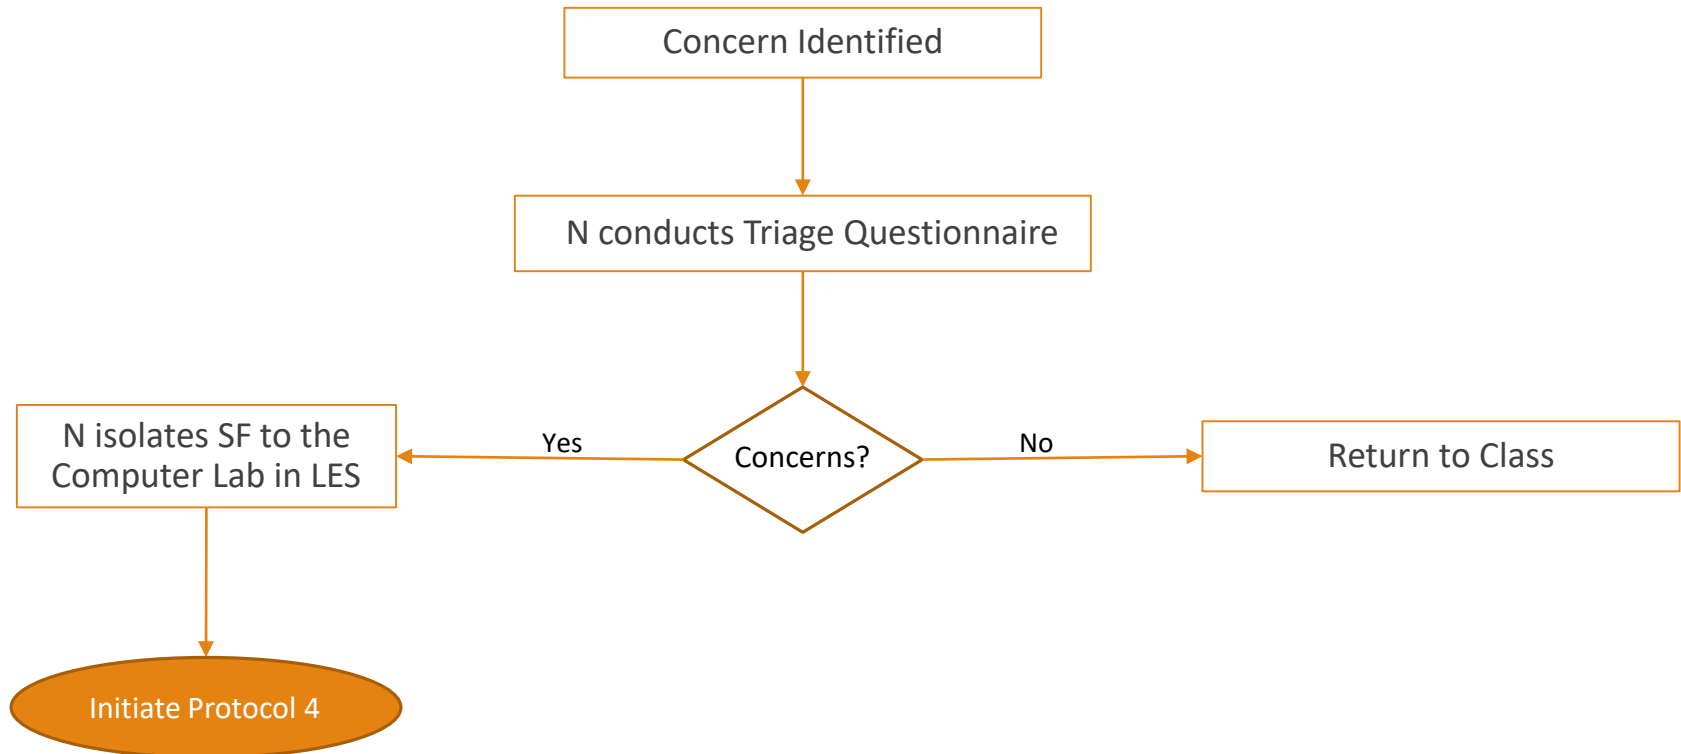 Concern Identified
N conducts Triage Questionnaire
N isolates SF to the
Computer Lab in LES
Yes
Concerns?
No
Return to Class
Initiate Protocol 4